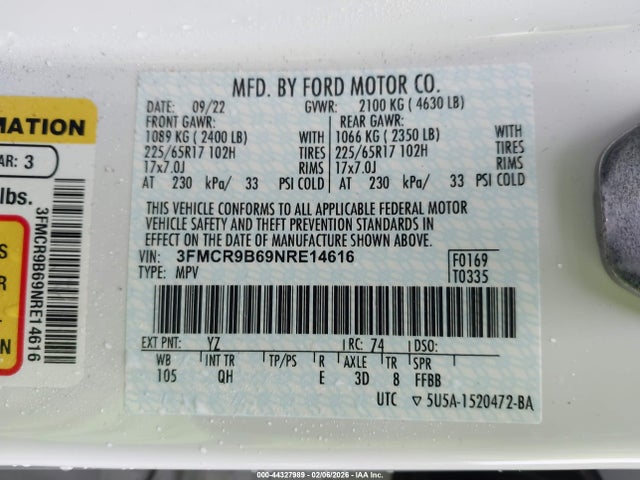 MFD. BY FORD MOTOR CO.
DATE: 09/22 GVWR: 2100 KG ( 4630 LB)
FRONT GAWR: REAR GAWR:
1089 KG ( 2400 LB) WITH 1066 KG ( 2350 LB) WITH
225/65R17 102H TIRES 225/65R17 102H TIRES
17x7.0J RIMS 17x7.0J RIMS
AT 230 kPa/ 33 PSI COLD AT 230 kPa/ 33 PSI COLD
THIS VEHICLE CONFORMS TO ALL APPLICABLE FEDERAL MOTOR
VEHICLE SAFETY AND THEFT PREVENTION STANDARDS IN
EFFECT ON THE DATE OF MANUFACTURE SHOWN ABOVE.
VIN: 3FMCR9B69NRE14616 F0169
TYPE: MPV T0335
EXT PNT: YZ RC: 74 DSO:
WB INT TR TP/PS R AXLE TR SPR
105 QH E 3D 8 FFBB
UTC ▽ 5U5A-1520472-BA
MATION
AR: 3
lbs.
S
N
3FMCR9B69NRE14616
000-44327989 - 02/06/2026 - IAA Inc.